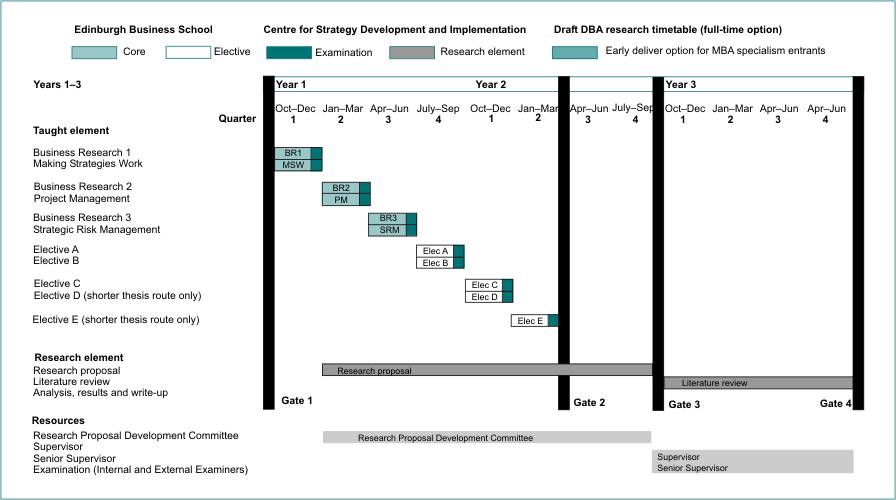 Edinburgh Business School
Centre for Strategy Development and Implementation
Draft DBA research timetable (full-time option)
Core
Elective
Examination
Research element
Early deliver option for MBA specialism entrants
Years 1–3
Year 1
Year 2
Year 3
Quarter
Oct–Dec
1
Jan–Mar
2
Apr–Jun
3
July–Sep
4
Oct–Dec
1
Jan–Mar
2
Apr–Jun
3
July–Sep
4
Oct–Dec
1
Jan–Mar
2
Apr–Jun
3
Apr–Jun
4
Taught element
Business Research 1
Making Strategies Work
BR1
MSW
Business Research 2
Project Management
BR2
PM
Business Research 3
Strategic Risk Management
BR3
SRM
Elective A
Elective B
Elec A
Elec B
Elective C
Elective D (shorter thesis route only)
Elec C
Elec D
Elective E (shorter thesis route only)
Elec E
Research element
Research proposal
Literature review
Analysis, results and write-up
Research proposal
Literature review
Gate 1
Gate 2
Gate 3
Gate 4
Resources
Research Proposal Development Committee
Supervisor
Senior Supervisor
Examination (Internal and External Examiners)
Research Proposal Development Committee
Supervisor
Senior Supervisor